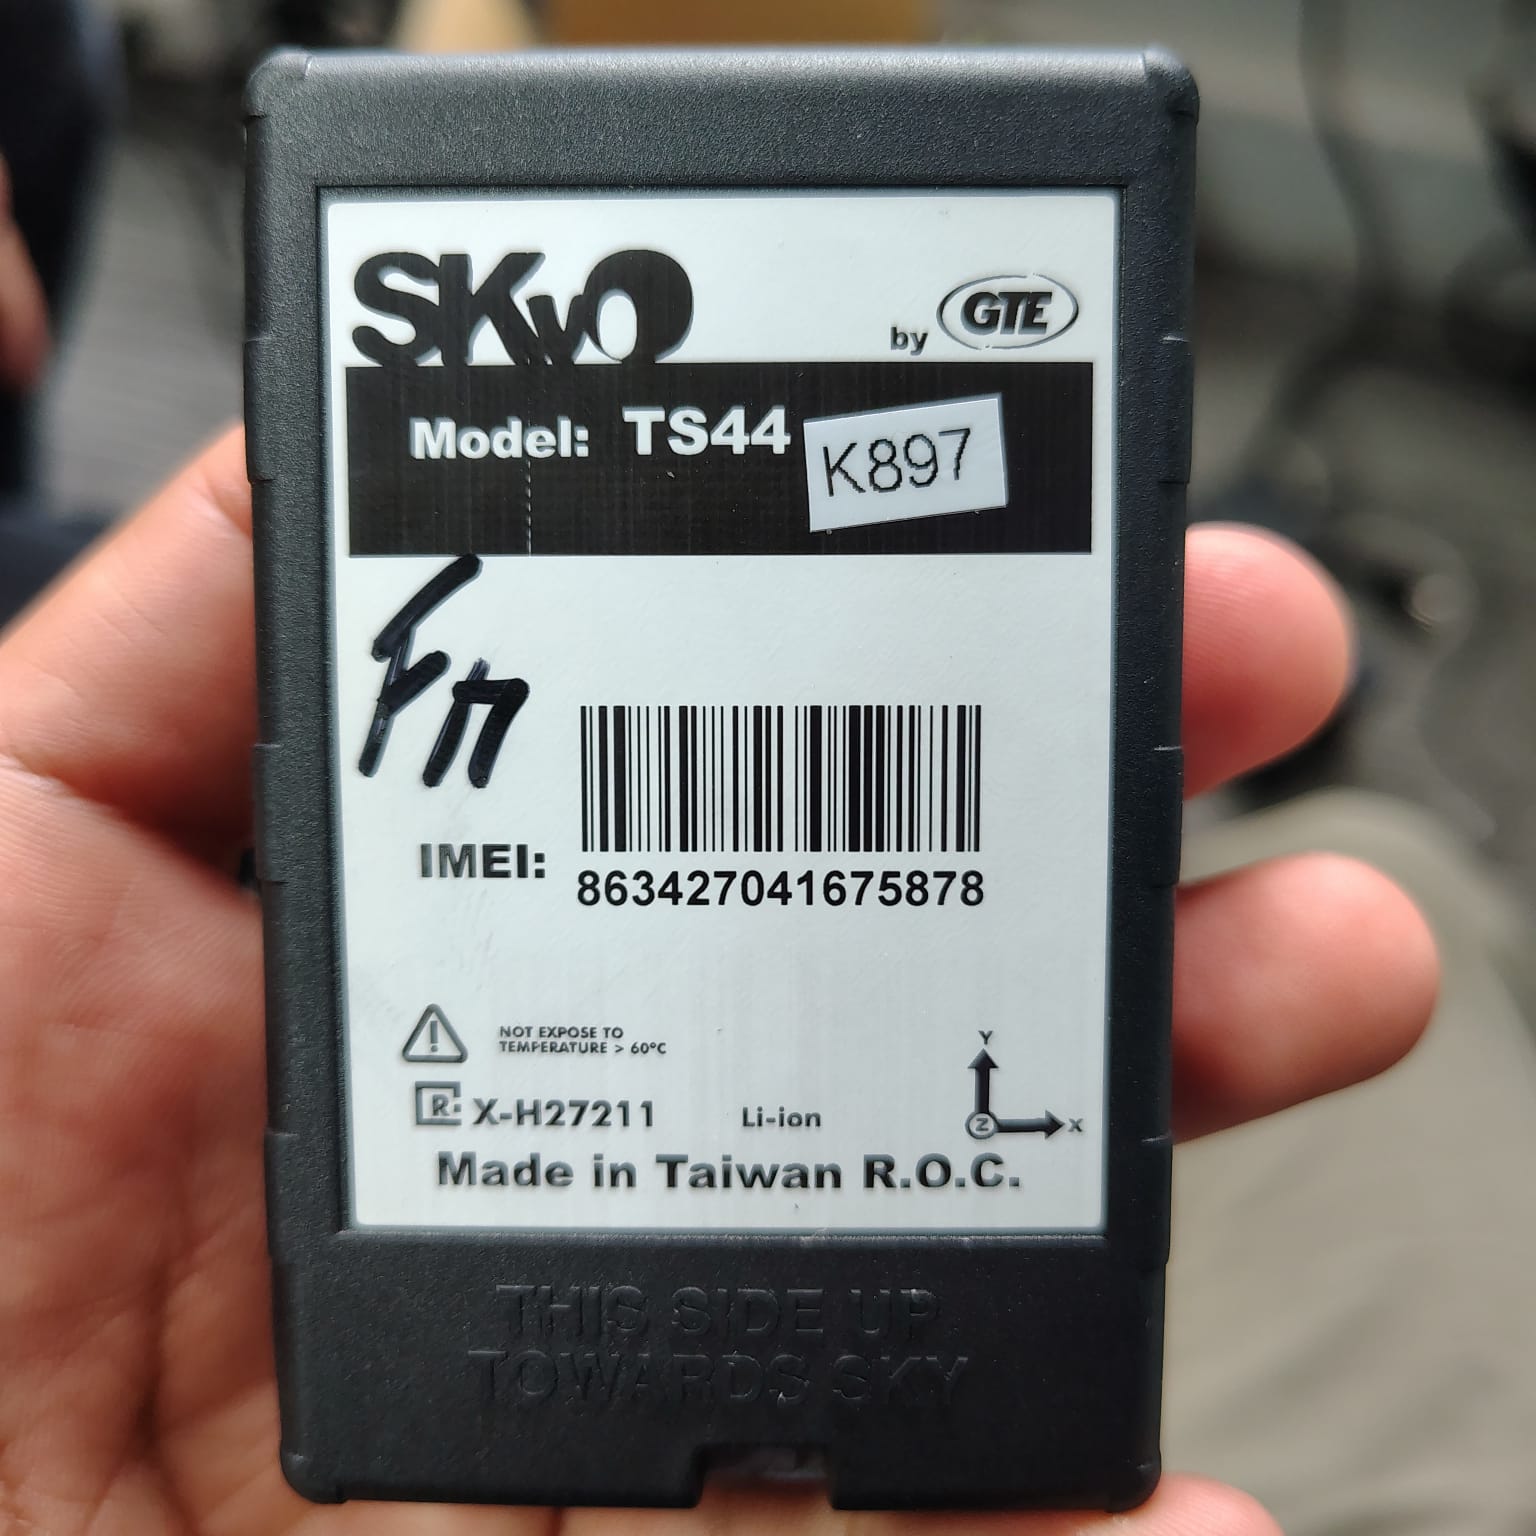 SKyO
by GTE
Model: TS44
K897
FM
IMEI: 863427041675878
NOT EXPOSE TO
TEMPERATURE > 60°C
R: X-H27211 Li-ion
Y
Z X
Made in Taiwan R.O.C.
THIS SIDE UP
TOWARDS SKY